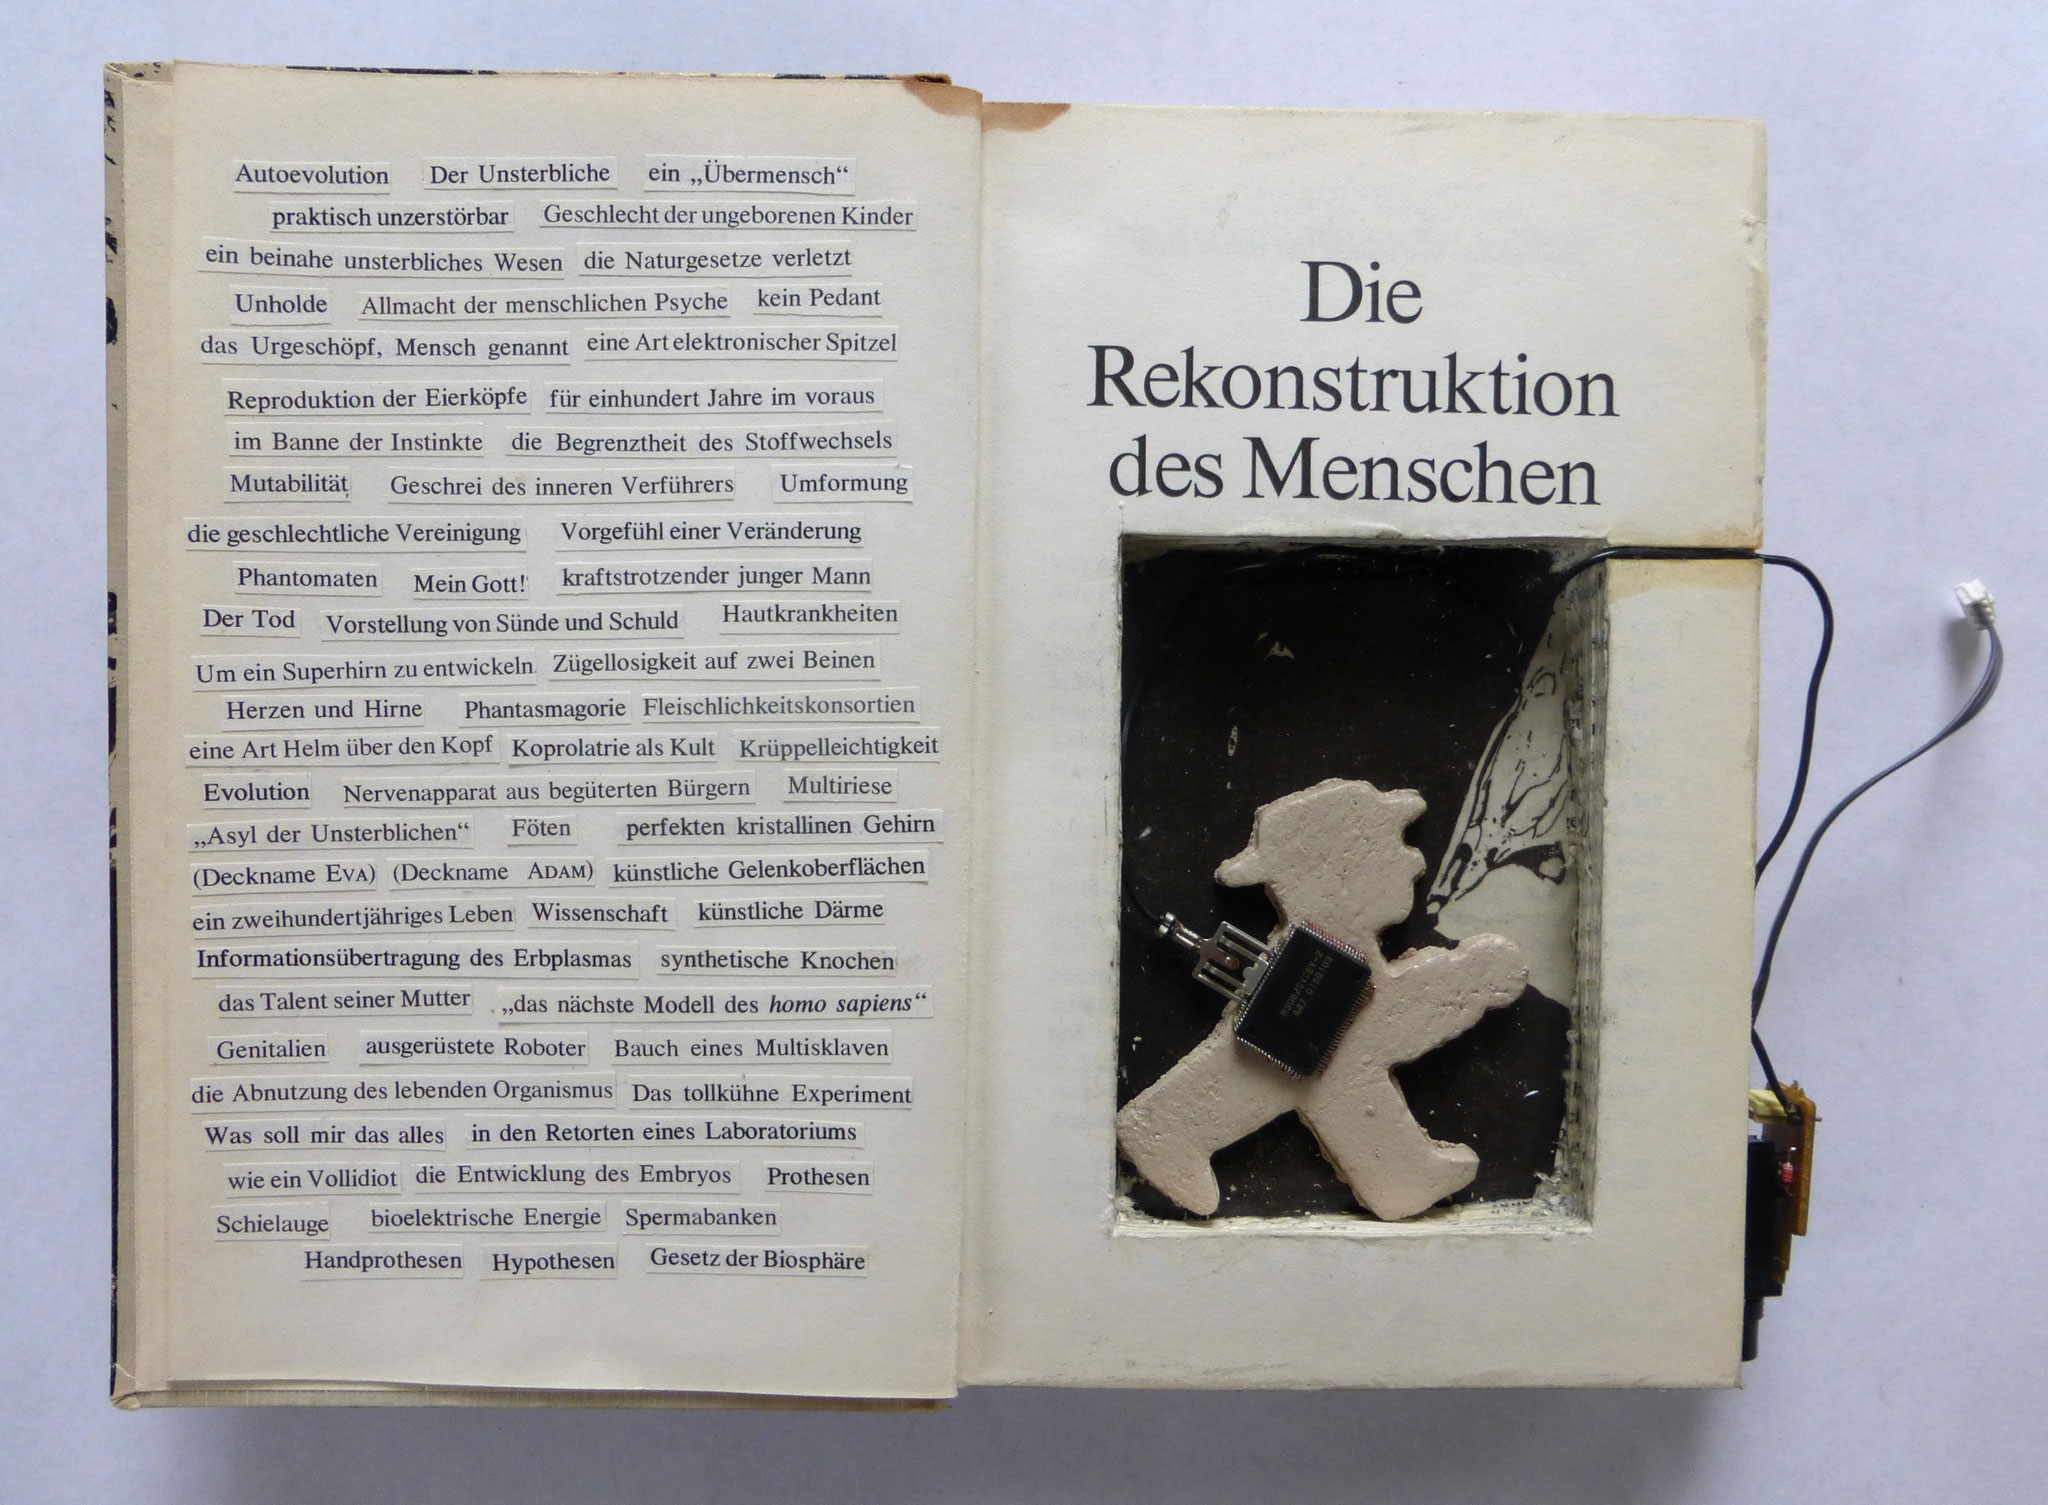 Autoevolution Der Unsterbliche ein „Übermensch“
praktisch unzerstörbar Geschlecht der ungeborenen Kinder
ein beinahe unsterbliches Wesen die Naturgesetze verletzt
Unholde Allmacht der menschlichen Psyche kein Pedant
das Urgeschöpf, Mensch genannt eine Art elektronischer Spitzel
Reproduktion der Eierköpfe für einhundert Jahre im voraus
im Banne der Instinkte die Begrenztheit des Stoffwechsels
Mutabilität Geschrei des inneren Verführers Umformung
die geschlechtliche Vereinigung Vorgefühl einer Veränderung
Phantomaten Mein Gott! kraftstrotzender junger Mann
Der Tod Vorstellung von Sünde und Schuld Hautkrankheiten
Um ein Superhirn zu entwickeln Zügellosigkeit auf zwei Beinen
Herzen und Hirne Phantasmagorie Fleischlichkeitskonsortien
eine Art Helm über den Kopf Koprolatrie als Kult Krüppelleichtigkeit
Evolution Nervenapparat aus begüterten Bürgern Multiriese
„Asyl der Unsterblichen“ Föten perfekten kristallinen Gehirn
(Deckname EVA) (Deckname ADAM) künstliche Gelenkoberflächen
ein zweihundertjähriges Leben Wissenschaft künstliche Därme
Informationsübertragung des Erbplasmas synthetische Knochen
das Talent seiner Mutter „das nächste Modell des homo sapiens“
Genitalien ausgerüstete Roboter Bauch eines Multisklaven
die Abnutzung des lebenden Organismus Das tollkühne Experiment
Was soll mir das alles in den Retorten eines Laboratoriums
wie ein Vollidiot die Entwicklung des Embryos Prothesen
Schielauge bioelektrische Energie Spermabanken
Handprothesen Hypothesen Gesetz der Biosphäre
Die
Rekonstruktion
des Menschen